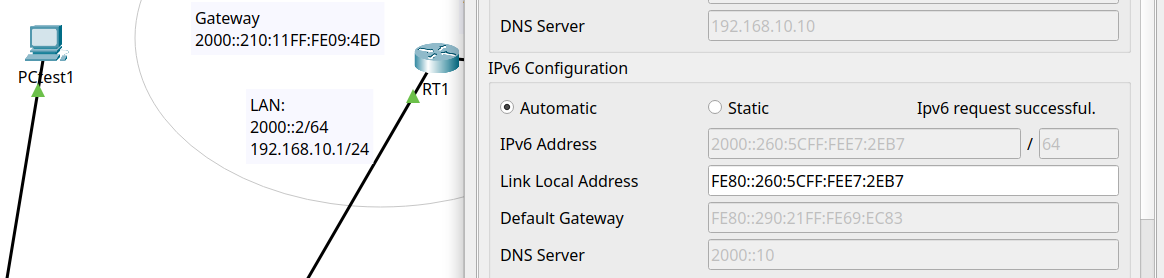 Gateway
2000::210:11FF:FE09:4ED
PCtest1
RT1
LAN:
2000::2/64
192.168.10.1/24
DNS Server 192.168.10.10
IPv6 Configuration
Automatic Static Ipv6 request successful.
IPv6 Address 2000::260:5CFF:FEE7:2EB7 / 64
Link Local Address FE80::260:5CFF:FEE7:2EB7
Default Gateway FE80::290:21FF:FE69:EC83
DNS Server 2000::10